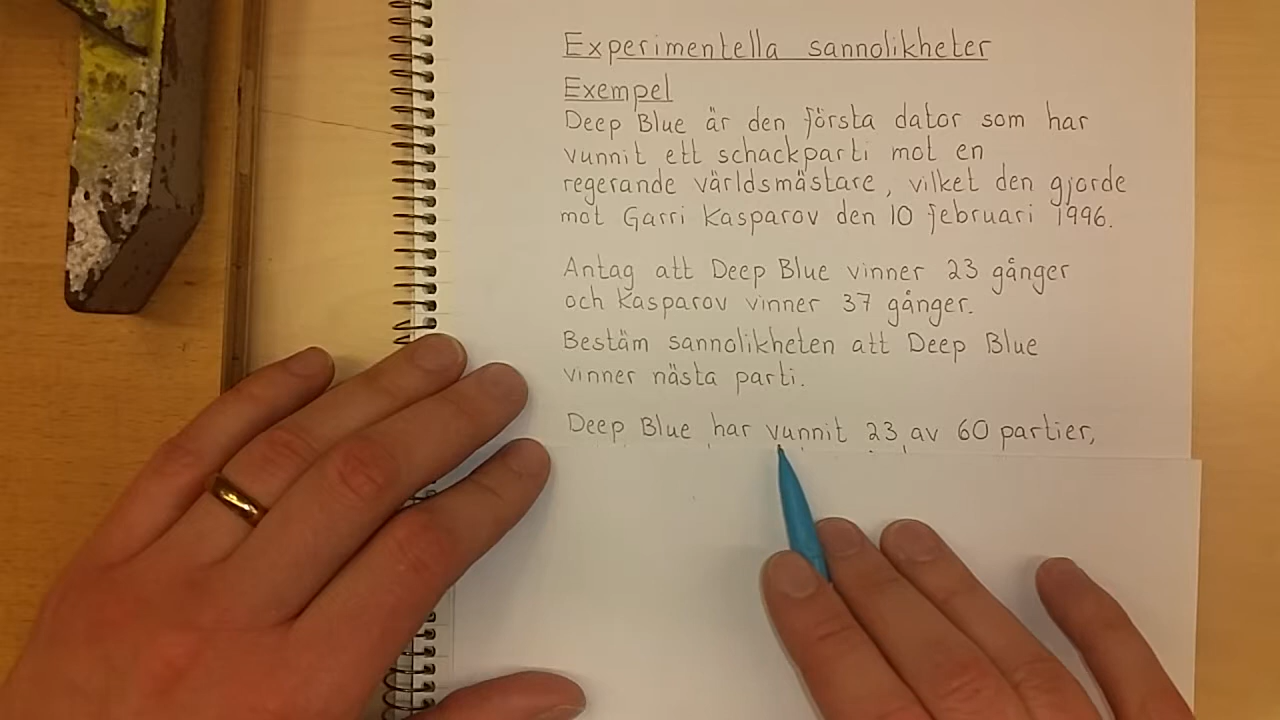 Experimentella sannolikheter
Exempel
Deep Blue är den första dator som har
vunnit ett schackparti mot en
regerande världsmästare, vilket den gjorde
mot Garri Kasparov den 10 februari 1996.
Antag att Deep Blue vinner 23 gånger
och Kasparov vinner 37 gånger.
Bestäm sannolikheten att Deep Blue
vinner nästa parti.
Deep Blue har vunnit 23 av 60 partier,